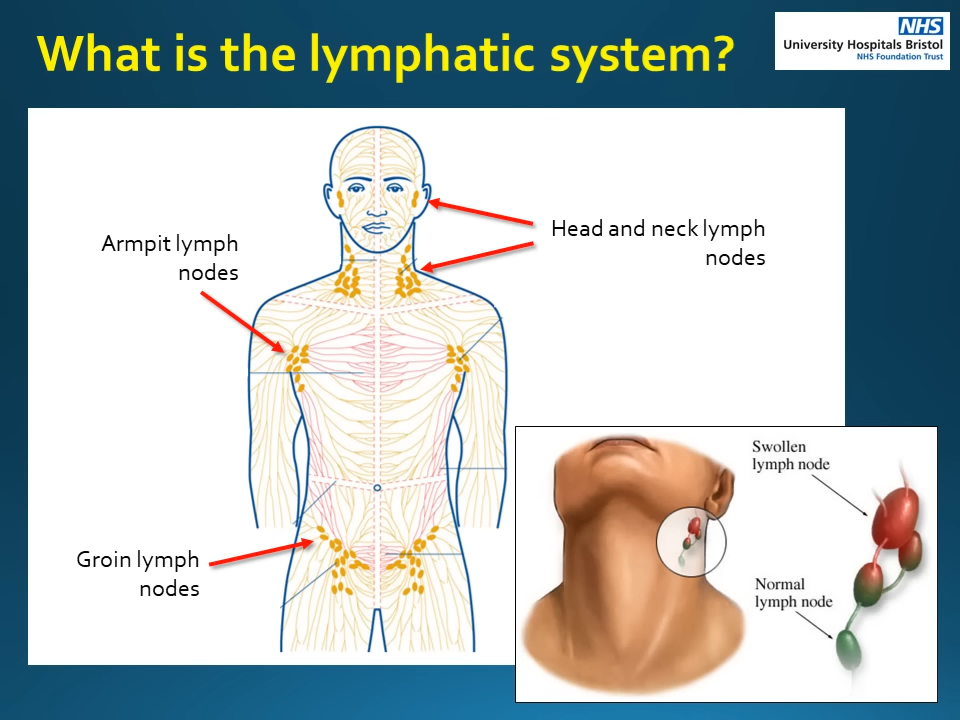 What is the lymphatic system?
NHS
University Hospitals Bristol
NHS Foundation Trust
Head and neck lymph
nodes
Armpit lymph
nodes
Groin lymph
nodes
Swollen
lymph node
Normal
lymph node